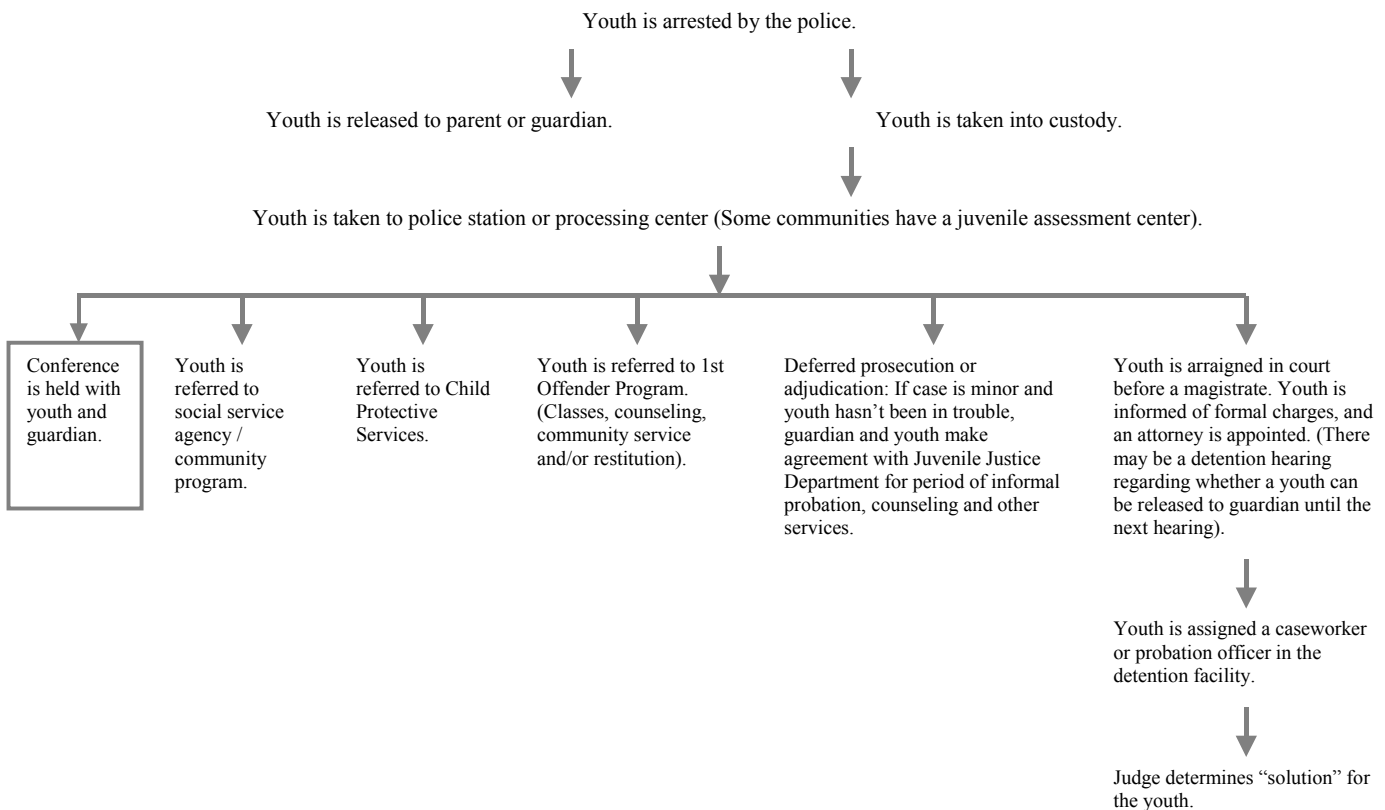 Youth is arrested by the police.
Youth is released to parent or guardian.
Youth is taken into custody.
Youth is taken to police station or processing center (Some communities have a juvenile assessment center).
Conference
is held with
youth and
guardian.
Youth is
referred to
social service
agency /
community
program.
Youth is
referred to Child
Protective
Services.
Youth is referred to 1st
Offender Program.
(Classes, counseling,
community service
and/or restitution).
Deferred prosecution or
adjudication: If case is minor and
youth hasn’t been in trouble,
guardian and youth make
agreement with Juvenile Justice
Department for period of informal
probation, counseling and other
services.
Youth is arraigned in court
before a magistrate. Youth is
informed of formal charges, and
an attorney is appointed. (There
may be a detention hearing
regarding whether a youth can
be released to guardian until the
next hearing).
Youth is assigned a caseworker
or probation officer in the
detention facility.
Judge determines “solution” for
the youth.